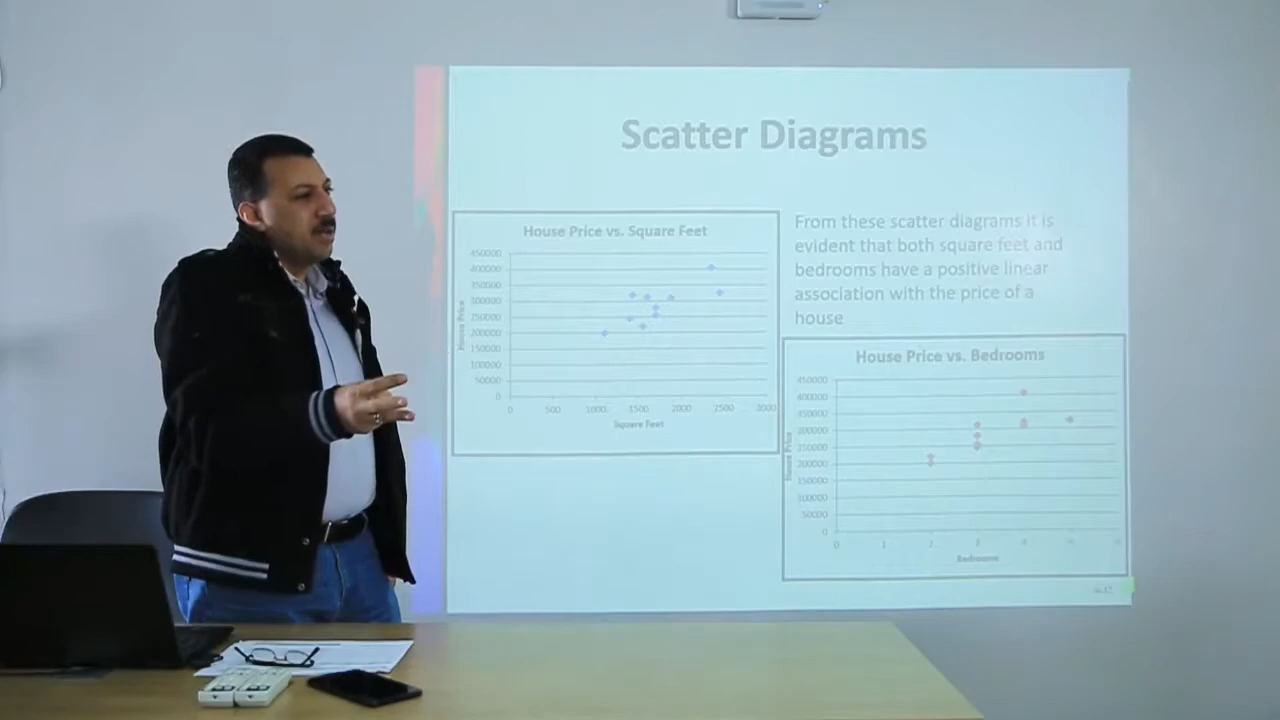 Scatter Diagrams
House Price vs. Square Feet
450000
400000
350000
300000
250000
200000
150000
100000
50000
0
House Price
0 500 1000 1500 2000 2500 3000
Square Feet
From these scatter diagrams it is
evident that both square feet and
bedrooms have a positive linear
association with the price of a
house
House Price vs. Bedrooms
450000
400000
350000
300000
250000
200000
150000
100000
50000
0
House Price
0 1 2 3 4 5 6
Bedrooms